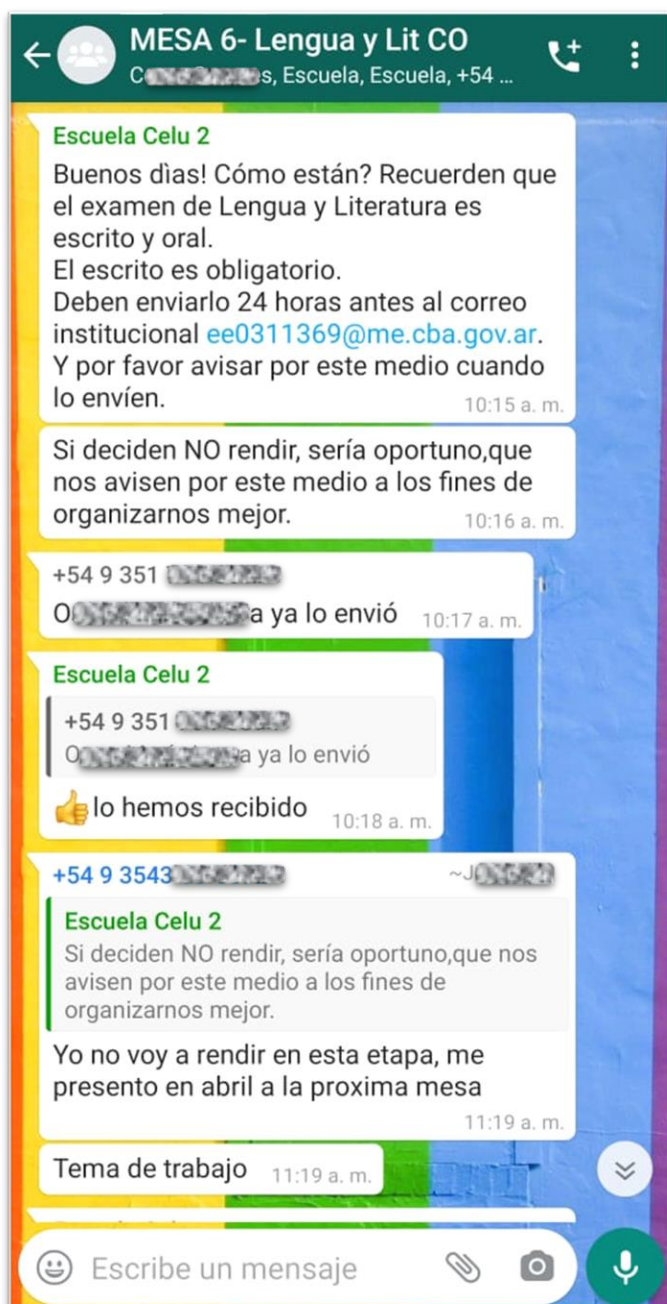 MESA 6- Lengua y Lit CO
s, Escuela, Escuela, +54 ...
Escuela Celu 2
Buenos dìas! Cómo están? Recuerden que
el examen de Lengua y Literatura es
escrito y oral.
El escrito es obligatorio.
Deben enviarlo 24 horas antes al correo
institucional ee0311369@me.cba.gov.ar.
Y por favor avisar por este medio cuando
lo envíen.
10:15 a. m.
Si deciden NO rendir, sería oportuno,que
nos avisen por este medio a los fines de
organizarnos mejor.
10:16 a. m.
+54 9 351
ya lo envió 10:17 a. m.
Escuela Celu 2
+54 9 351
ya lo envió
👍lo hemos recibido 10:18 a. m.
+54 9 3543 ~J
Escuela Celu 2
Si deciden NO rendir, sería oportuno,que nos
avisen por este medio a los fines de
organizarnos mejor.
Yo no voy a rendir en esta etapa, me
presento en abril a la proxima mesa
11:19 a. m.
Tema de trabajo 11:19 a. m.
Escribe un mensaje